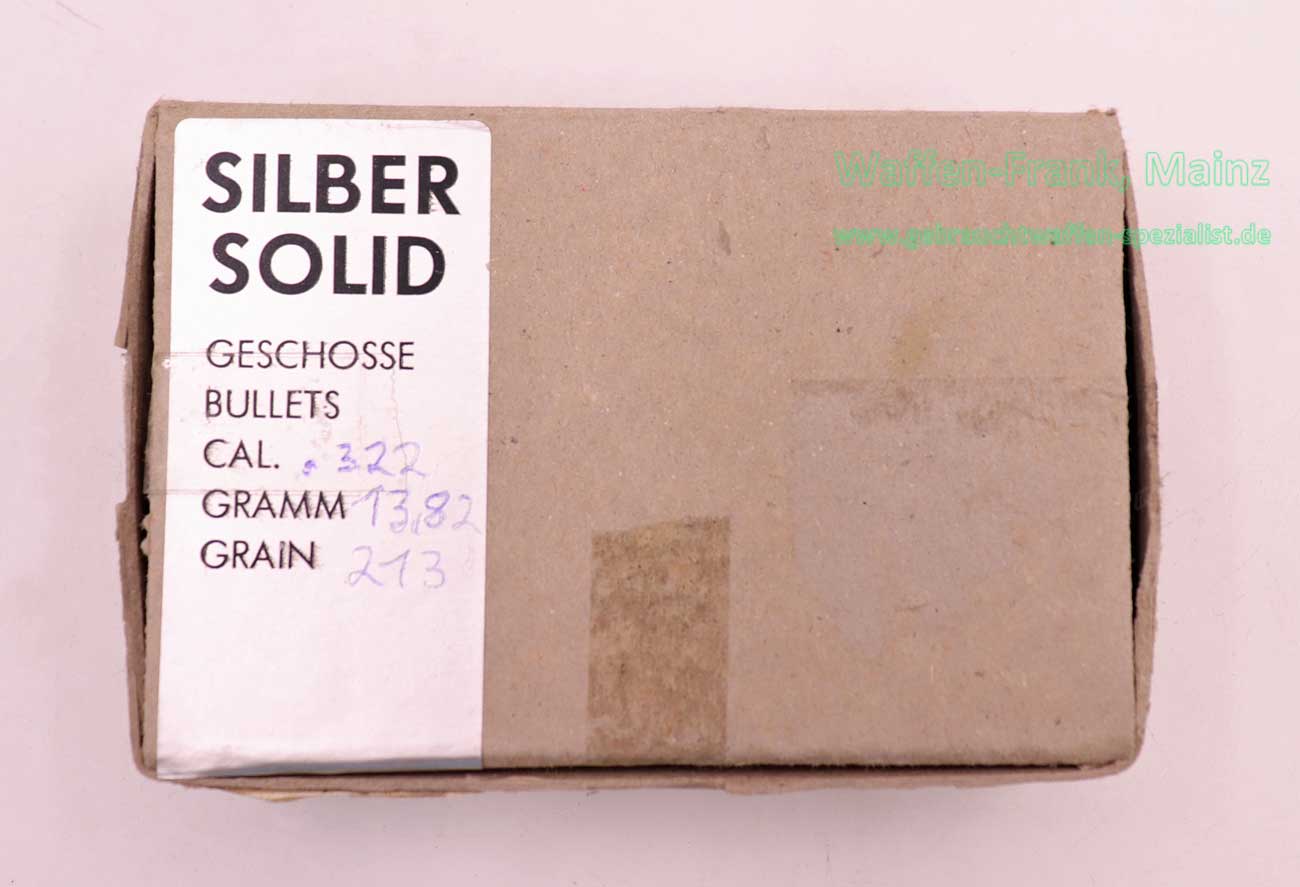 SILBER
SOLID
GESCHOSSE
BULLETS
CAL. .322
GRAMM 13,82
GRAIN 213
Waffen-Frank, Mainz
www.gebrauchtwaffen-spezialist.de